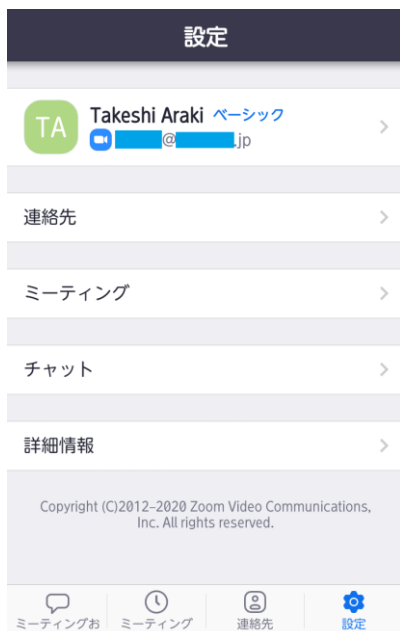 設定
TA
Takeshi Araki ベーシック
@ .jp
連絡先
ミーティング
チャット
詳細情報
Copyright (C)2012-2020 Zoom Video Communications,
Inc. All rights reserved.
ミーティングお ミーティング 連絡先 設定